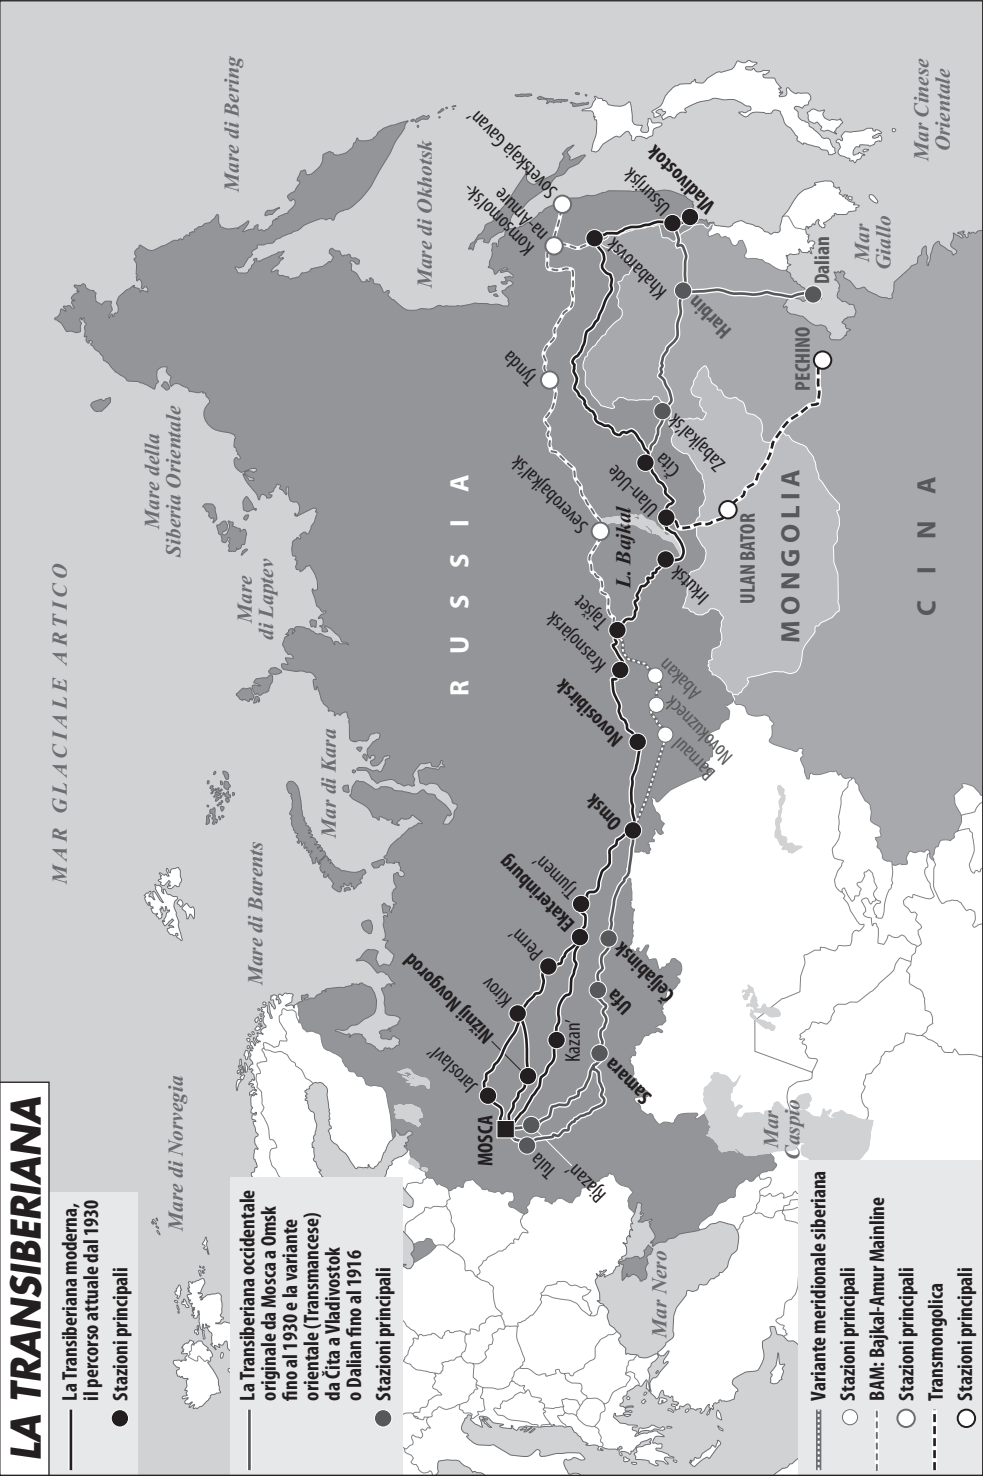 LA TRANSIBERIANA
La Transiberiana moderna,
il percorso attuale dal 1930
Stazioni principali
La Transiberiana occidentale
originale da Mosca a Omsk
fino al 1930 e la variante
orientale (Transmancese)
da Čita a Vladivostok
o Dalian fino al 1916
Stazioni principali
Variante meridionale siberiana
Stazioni principali
BAM: Bajkal-Amur Mainline
Stazioni principali
Transmongolica
Stazioni principali
MAR GLACIALE ARTICO
Mare di Norvegia
Mare di Barents
Mar di Kara
Mare
di Laptev
Mare della
Siberia Orientale
Mare di Bering
Mare di Okhotsk
Mar Nero
Mar
Caspio
Mar
Giallo
Mar Cinese
Orientale
RUSSIA
MONGOLIA
CINA
L. Bajkal
MOSCA
Jaroslavl'
Nižnij Novgorod
Kirov
Perm'
Ekaterinburg
Tjumen'
Kazan'
Tula
Rjazan'
Samara
Ufa
Čeljabinsk
Omsk
Novosibirsk
Krasnojarsk
Tajšet
Barnaul
Novokuzneck
Abakan
Irkutsk
Ulan-Ude
Čita
Zabajkal'sk
Severobajkal'sk
Tynda
Komsomol'sk-
na-Amure
Sovetskaja Gavan'
Khabarovsk
Ussurijsk
Vladivostok
Harbin
Dalian
PECHINO
ULAN BATOR